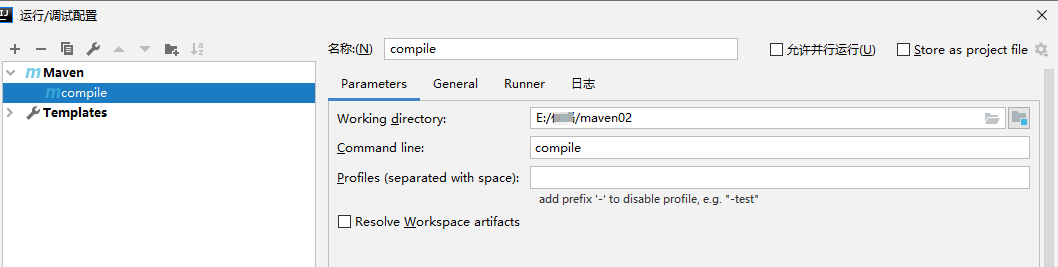 IJ 运行/调试配置
名称:(N) compile 允许并行运行(U) Store as project file
Maven
compile
Templates
Parameters General Runner 日志
Working directory: E:/ /maven02
Command line: compile
Profiles (separated with space):
add prefix '-' to disable profile, e.g. "-test"
Resolve Workspace artifacts